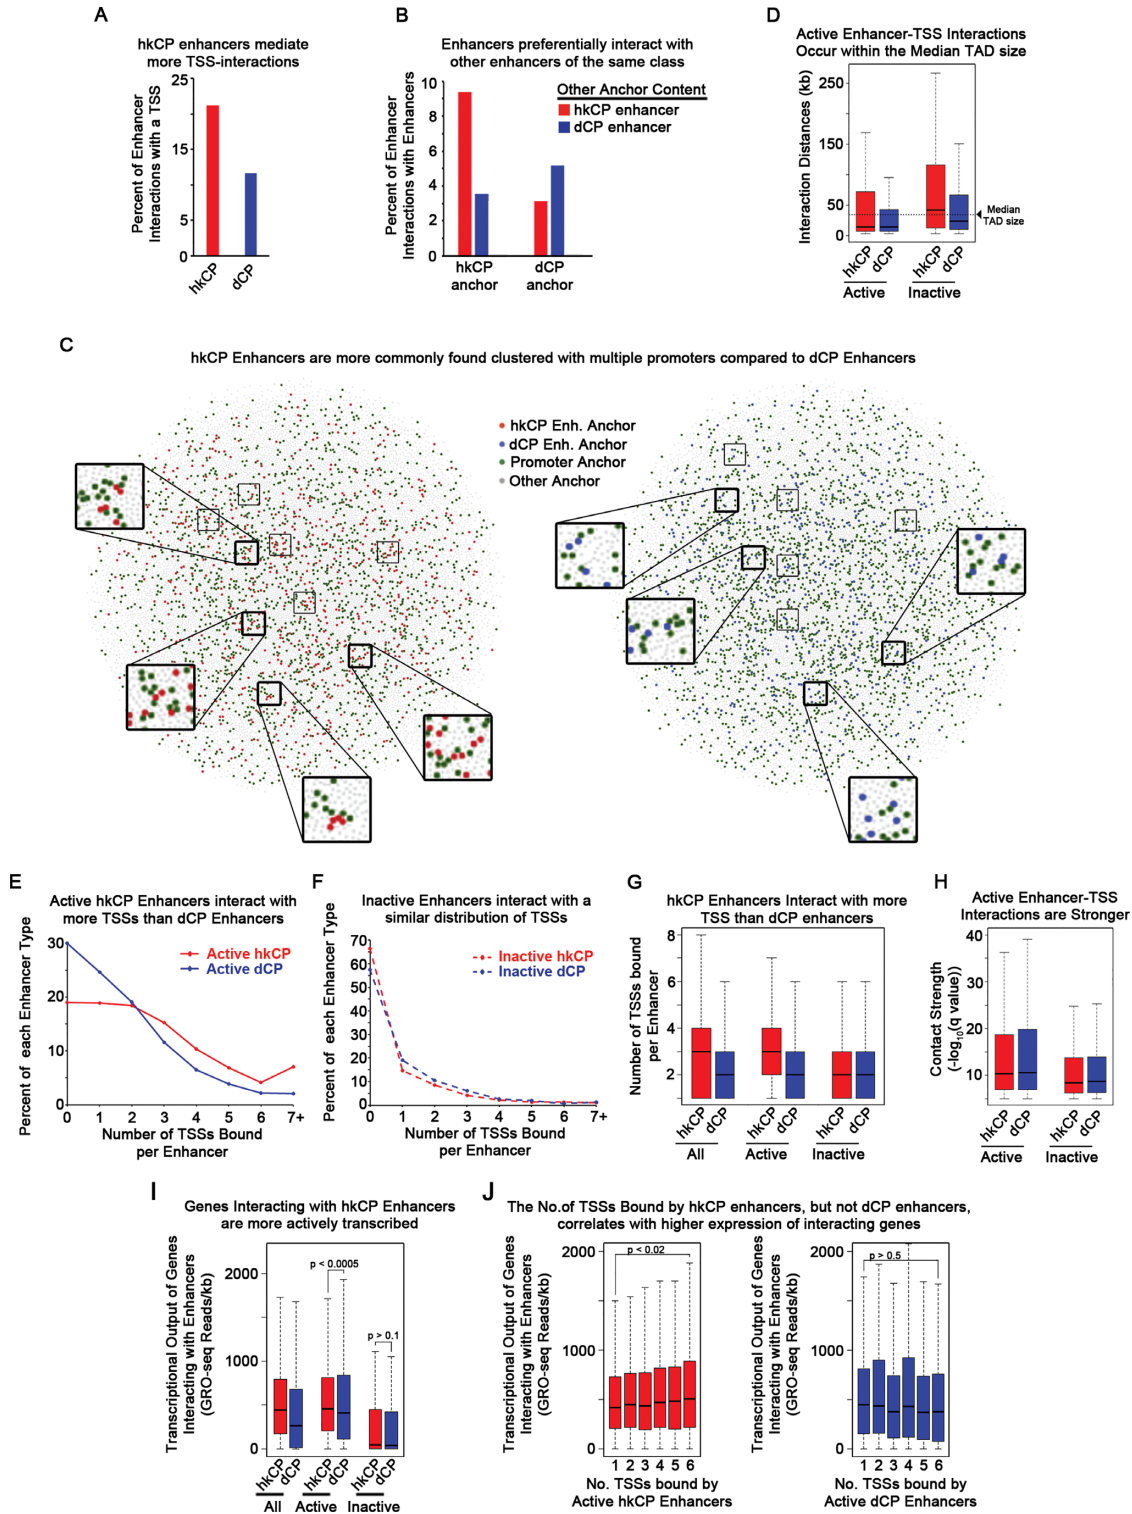 A
hkCP enhancers mediate
more TSS-interactions
Percent of Enhancer
Interactions with a TSS
25
15
5
0
hkCP
dCP
B
Enhancers preferentially interact with
other enhancers of the same class
Percent of Enhancer
Interactions with Enhancers
10
8
6
4
2
0
Other Anchor Content
hkCP enhancer
dCP enhancer
hkCP
anchor
dCP
anchor
D
Active Enhancer-TSS Interactions
Occur within the Median TAD size
Interaction Distances (kb)
250
150
50
0
Median
TAD size
hkCP
dCP
hkCP
dCP
Active
Inactive
C
hkCP Enhancers are more commonly found clustered with multiple promoters compared to dCP Enhancers
hkCP Enh. Anchor
dCP Enh. Anchor
Promoter Anchor
Other Anchor
E
Active hkCP Enhancers interact with
more TSSs than dCP Enhancers
Percent of each Enhancer Type
30
20
10
0
Active hkCP
Active dCP
0 1 2 3 4 5 6 7+
Number of TSSs Bound
per Enhancer
F
Inactive Enhancers interact with a
similar distribution of TSSs
Percent of each Enhancer Type
70
60
50
40
30
20
10
0
Inactive hkCP
Inactive dCP
0 1 2 3 4 5 6 7+
Number of TSSs Bound
per Enhancer
G
hkCP Enhancers Interact with more
TSS than dCP enhancers
Number of TSSs bound
per Enhancer
8
6
4
2
hkCP
dCP
hkCP
dCP
hkCP
dCP
All
Active
Inactive
H
Active Enhancer-TSS
Interactions are Stronger
Contact Strength
(-log10(q value))
40
30
20
10
hkCP
dCP
hkCP
dCP
Active
Inactive
I
Genes Interacting with hkCP Enhancers
are more actively transcribed
Transcriptional Output of Genes
Interacting with Enhancers
(GRO-seq Reads/kb)
2000
1000
0
p < 0.0005
p > 0.1
hkCP
dCP
hkCP
dCP
hkCP
dCP
All
Active
Inactive
J
The No.of TSSs Bound by hkCP enhancers, but not dCP enhancers,
correlates with higher expression of interacting genes
Transcriptional Output of Genes
Interacting with Enhancers
(GRO-seq Reads/kb)
2000
1000
0
p < 0.02
1 2 3 4 5 6
No. TSSs bound by
Active hkCP Enhancers
Transcriptional Output of Genes
Interacting with Enhancers
(GRO-seq Reads/kb)
2000
1000
0
p > 0.5
1 2 3 4 5 6
No. TSSs bound by
Active dCP Enhancers